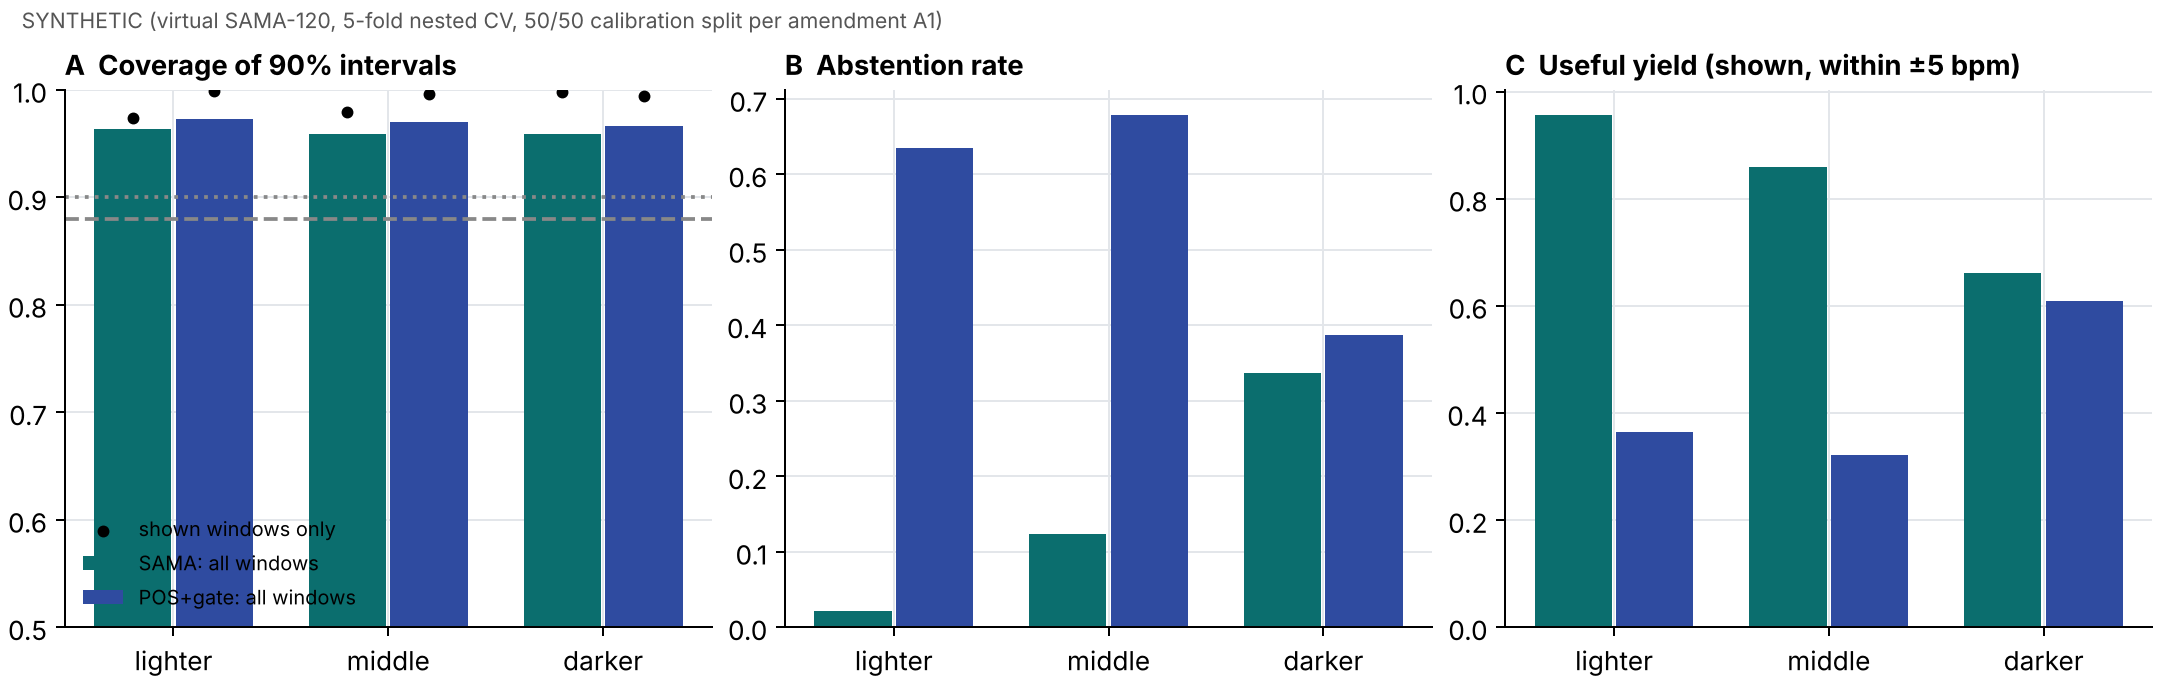 SYNTHETIC (virtual SAMA-120, 5-fold nested CV, 50/50 calibration split per amendment A1)
A Coverage of 90% intervals
1.0
0.9
0.8
0.7
0.6
0.5
shown windows only
SAMA: all windows
POS+gate: all windows
lighter
middle
darker
B Abstention rate
0.7
0.6
0.5
0.4
0.3
0.2
0.1
0.0
lighter
middle
darker
C Useful yield (shown, within ±5 bpm)
1.0
0.8
0.6
0.4
0.2
0.0
lighter
middle
darker